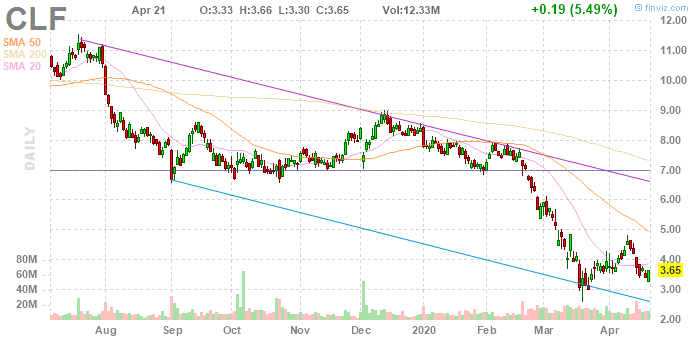 CLF
Apr 21 O:3.33 H:3.66 L:3.30 C:3.65 Vol:12.33M +0.19 (5.49%)
© finviz.com
SMA 50
SMA 200
SMA 20
DAILY
12.00
11.00
10.00
9.00
8.00
7.00
6.00
5.00
4.00
3.65
3.00
2.00
80M
60M
40M
20M
Aug Sep Oct Nov Dec 2020 Feb Mar Apr